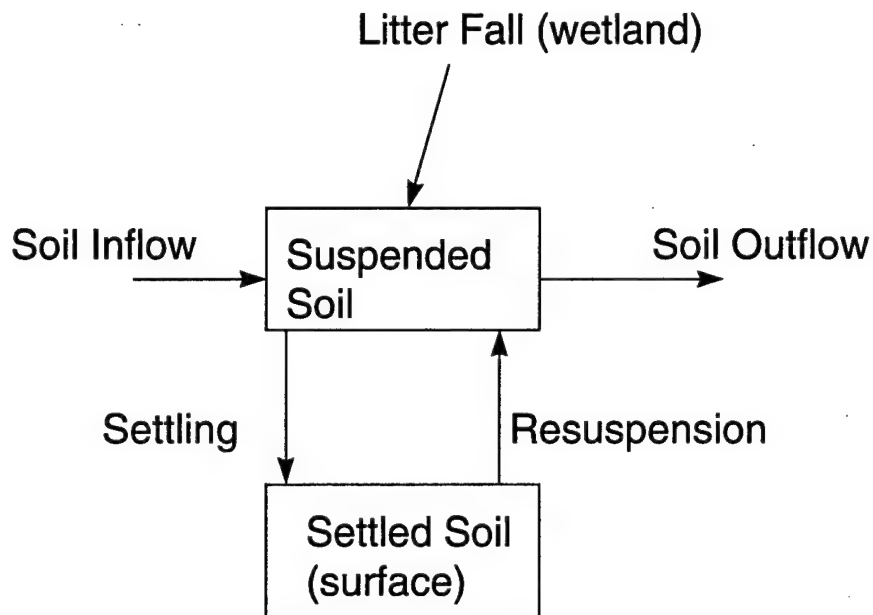 Litter Fall (wetland)
Soil Inflow
Suspended
Soil
Soil Outflow
Settling
Resuspension
Settled Soil
(surface)